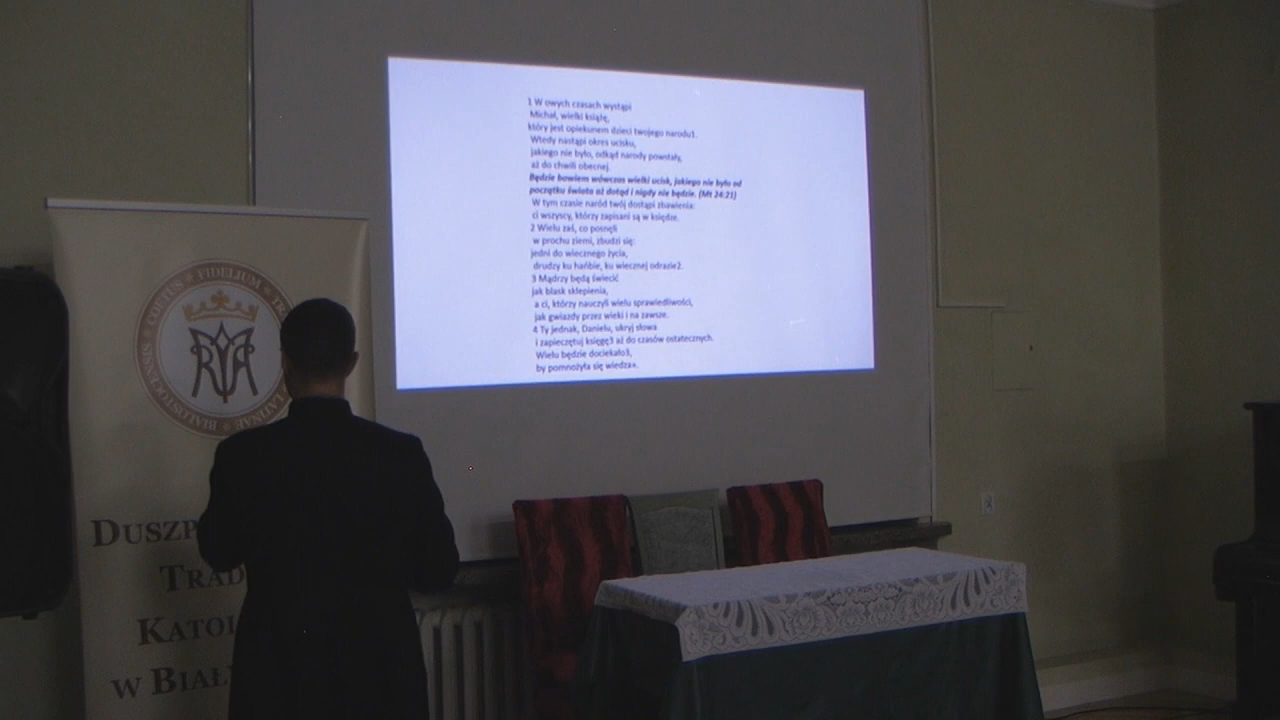 1 W owych czasach wystąpi
Michał, wielki książę,
który jest opiekunem dzieci twojego narodu1.
Wtedy nastąpi okres ucisku,
jakiego nie było, odkąd narody powstały,
aż do chwili obecnej.
Będzie bowiem wówczas wielki ucisk, jakiego nie było od
początku świata aż dotąd i nigdy nie będzie. (Mt 24:21)
W tym czasie naród twój dostąpi zbawienia:
ci wszyscy, którzy zapisani są w księdze.
2 Wielu zaś, co posnęli
w prochu ziemi, zbudzi się:
jedni do wiecznego życia,
drudzy ku hańbie, ku wiecznej odrazie2.
3 Mądrzy będą świecić
jak blask sklepienia,
a ci, którzy nauczyli wielu sprawiedliwości,
jak gwiazdy przez wieki i na zawsze.
4 Ty jednak, Danielu, ukryj słowa
i zapieczętuj księgę3 aż do czasów ostatecznych.
Wielu będzie dociekało3,
by pomnożyła się wiedza».
COETUS * FIDELIUM * TR
LATINAE * BIALOSTOCENSIS
DUSZP
TRAD
KATOL
W BIAŁ